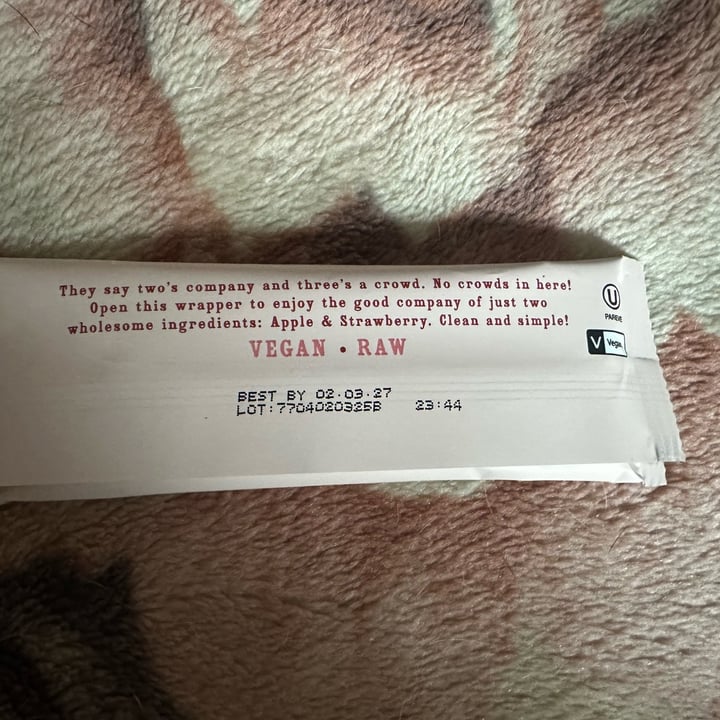 They say two's company and three's a crowd. No crowds in here!
Open this wrapper to enjoy the good company of just two
wholesome ingredients: Apple & Strawberry. Clean and simple!
VEGAN • RAW
U
PAREVE
V Vegan
BEST BY 02.03.27
LOT:7704020325B 23:44